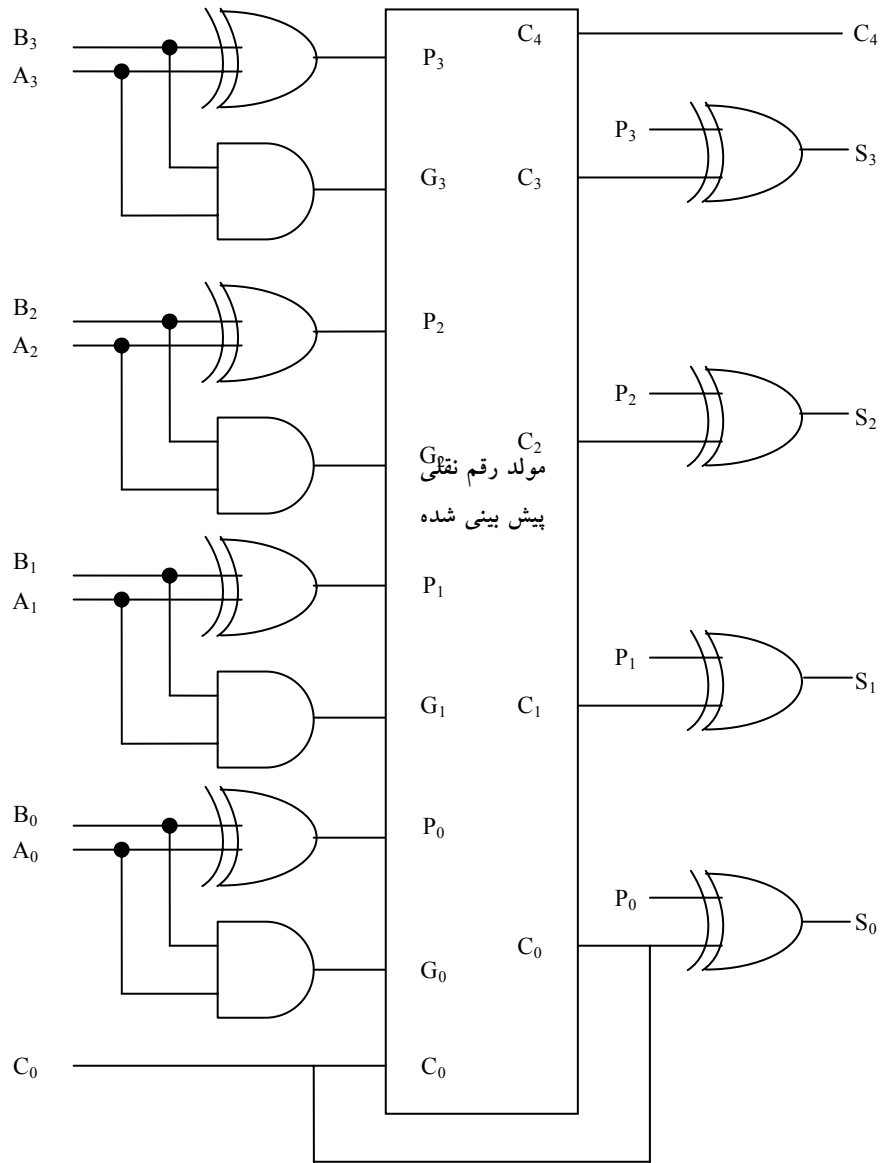 B3 P3 C4 C4
A3
P3 S3
G3 C3
B2 P2
A2
P2 S2
G2 C2
مولد رقم نقلی
پیش بینی شده
B1 P1
A1
P1 S1
G1 C1
B0 P0
A0
P0 S0
G0 C0
C0 C0